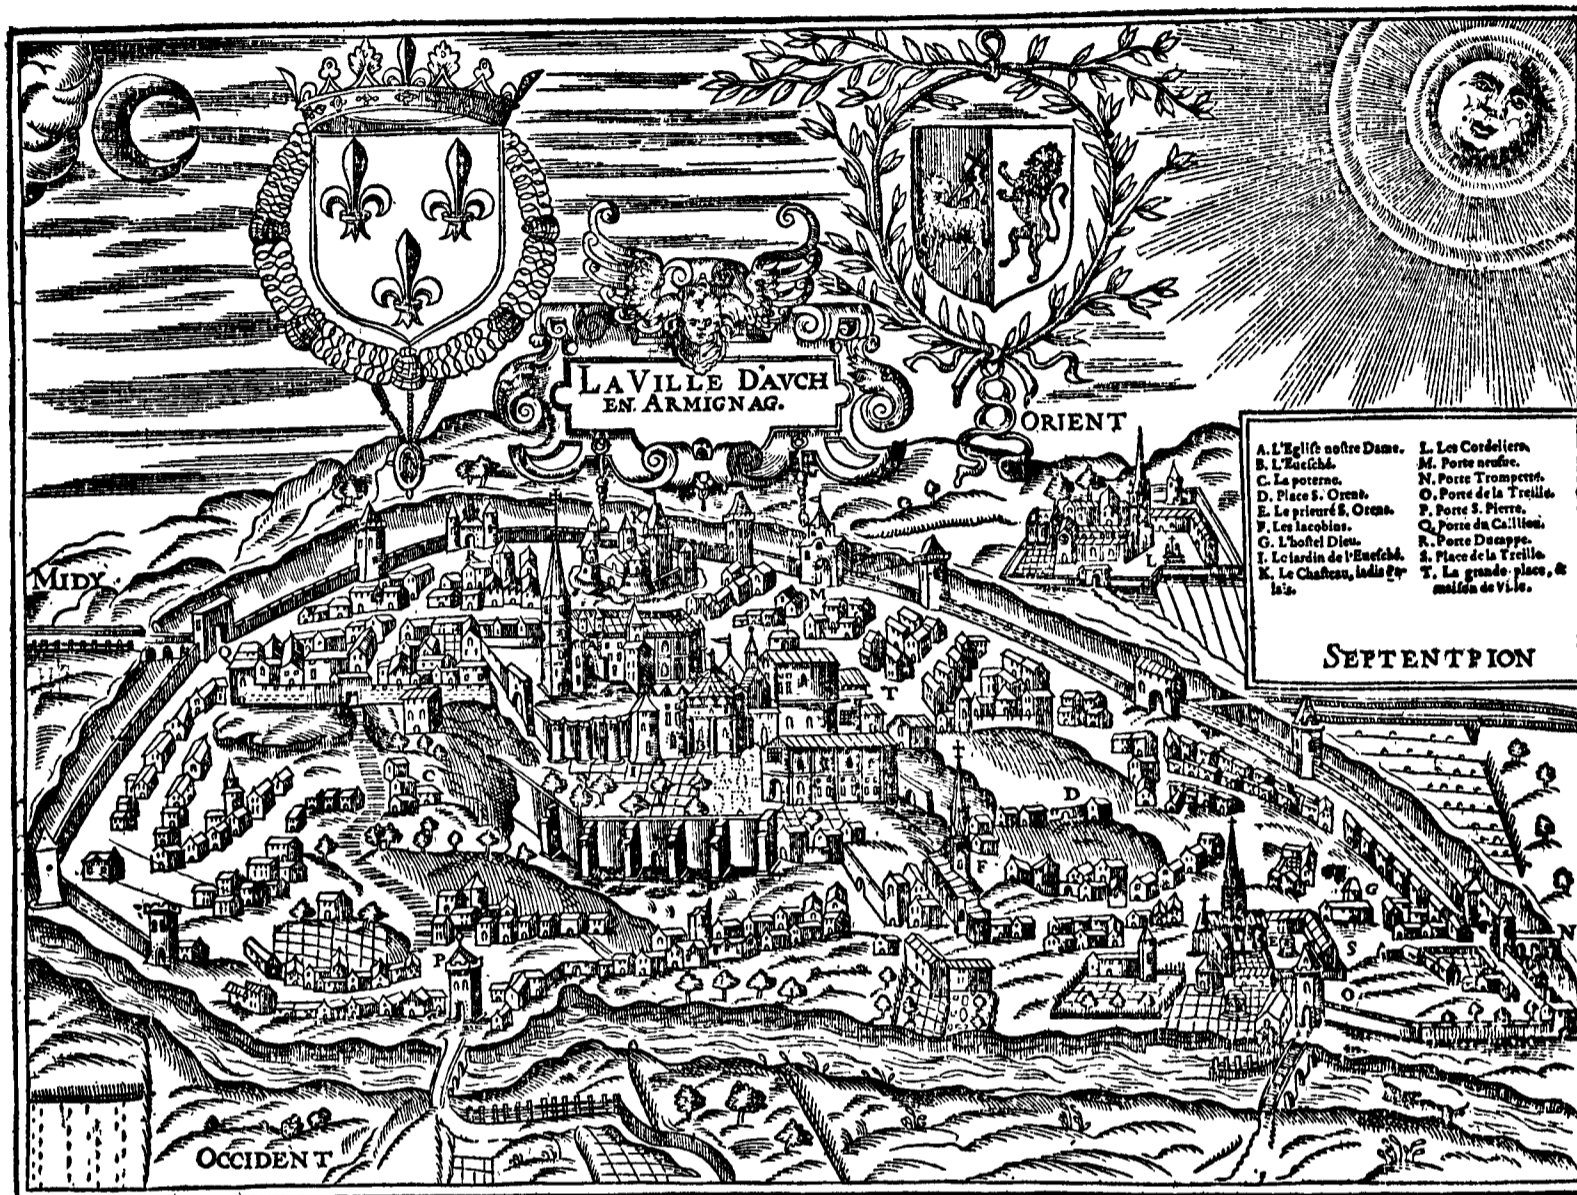 LA VILLE D'AVCH
EN ARMIGNAG.
ORIENT
MIDY
A. L'Eglise nostre Dame.
B. L'Euesché.
C. La poterne.
D. Place S. Orens.
E. Le prieuré S. Orens.
F. Les Iacobins.
G. L'hostel Dieu.
I. Le iardin de l'Euesché.
K. Le Chasteau, iadis Pa-
lais.
L. Les Cordeliers.
M. Porte neufue.
N. Porte Trompette.
O. Porte de la Treille.
P. Porte S. Pierre.
Q. Porte du Caillou.
R. Porte Ducappe.
S. Place de la Treille.
T. La grande place, &
maison de Ville.
SEPTENTRION
L
M
Q
T
C
I
D
F
G
P
E
S
N
O
OCCIDENT